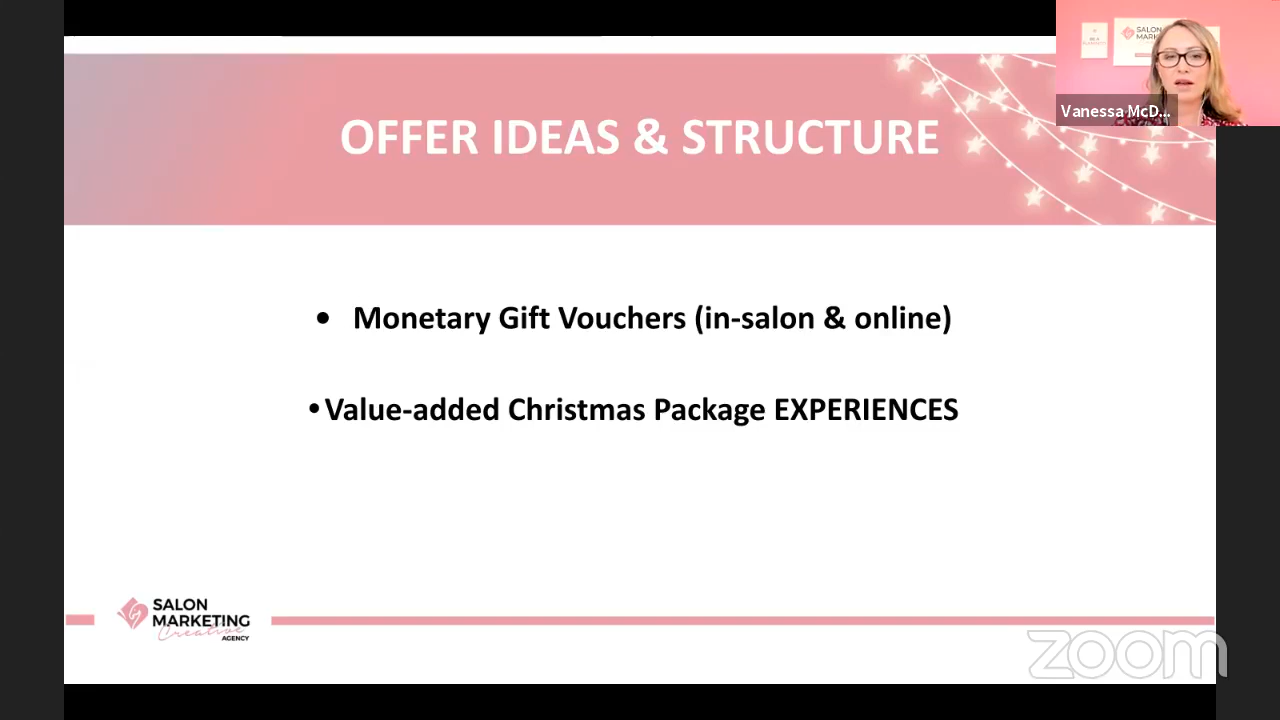 OFFER IDEAS & STRUCTURE
Vanessa McD...
• Monetary Gift Vouchers (in-salon & online)
• Value-added Christmas Package EXPERIENCES
SALON
MARKETING
Creative
AGENCY
zoom